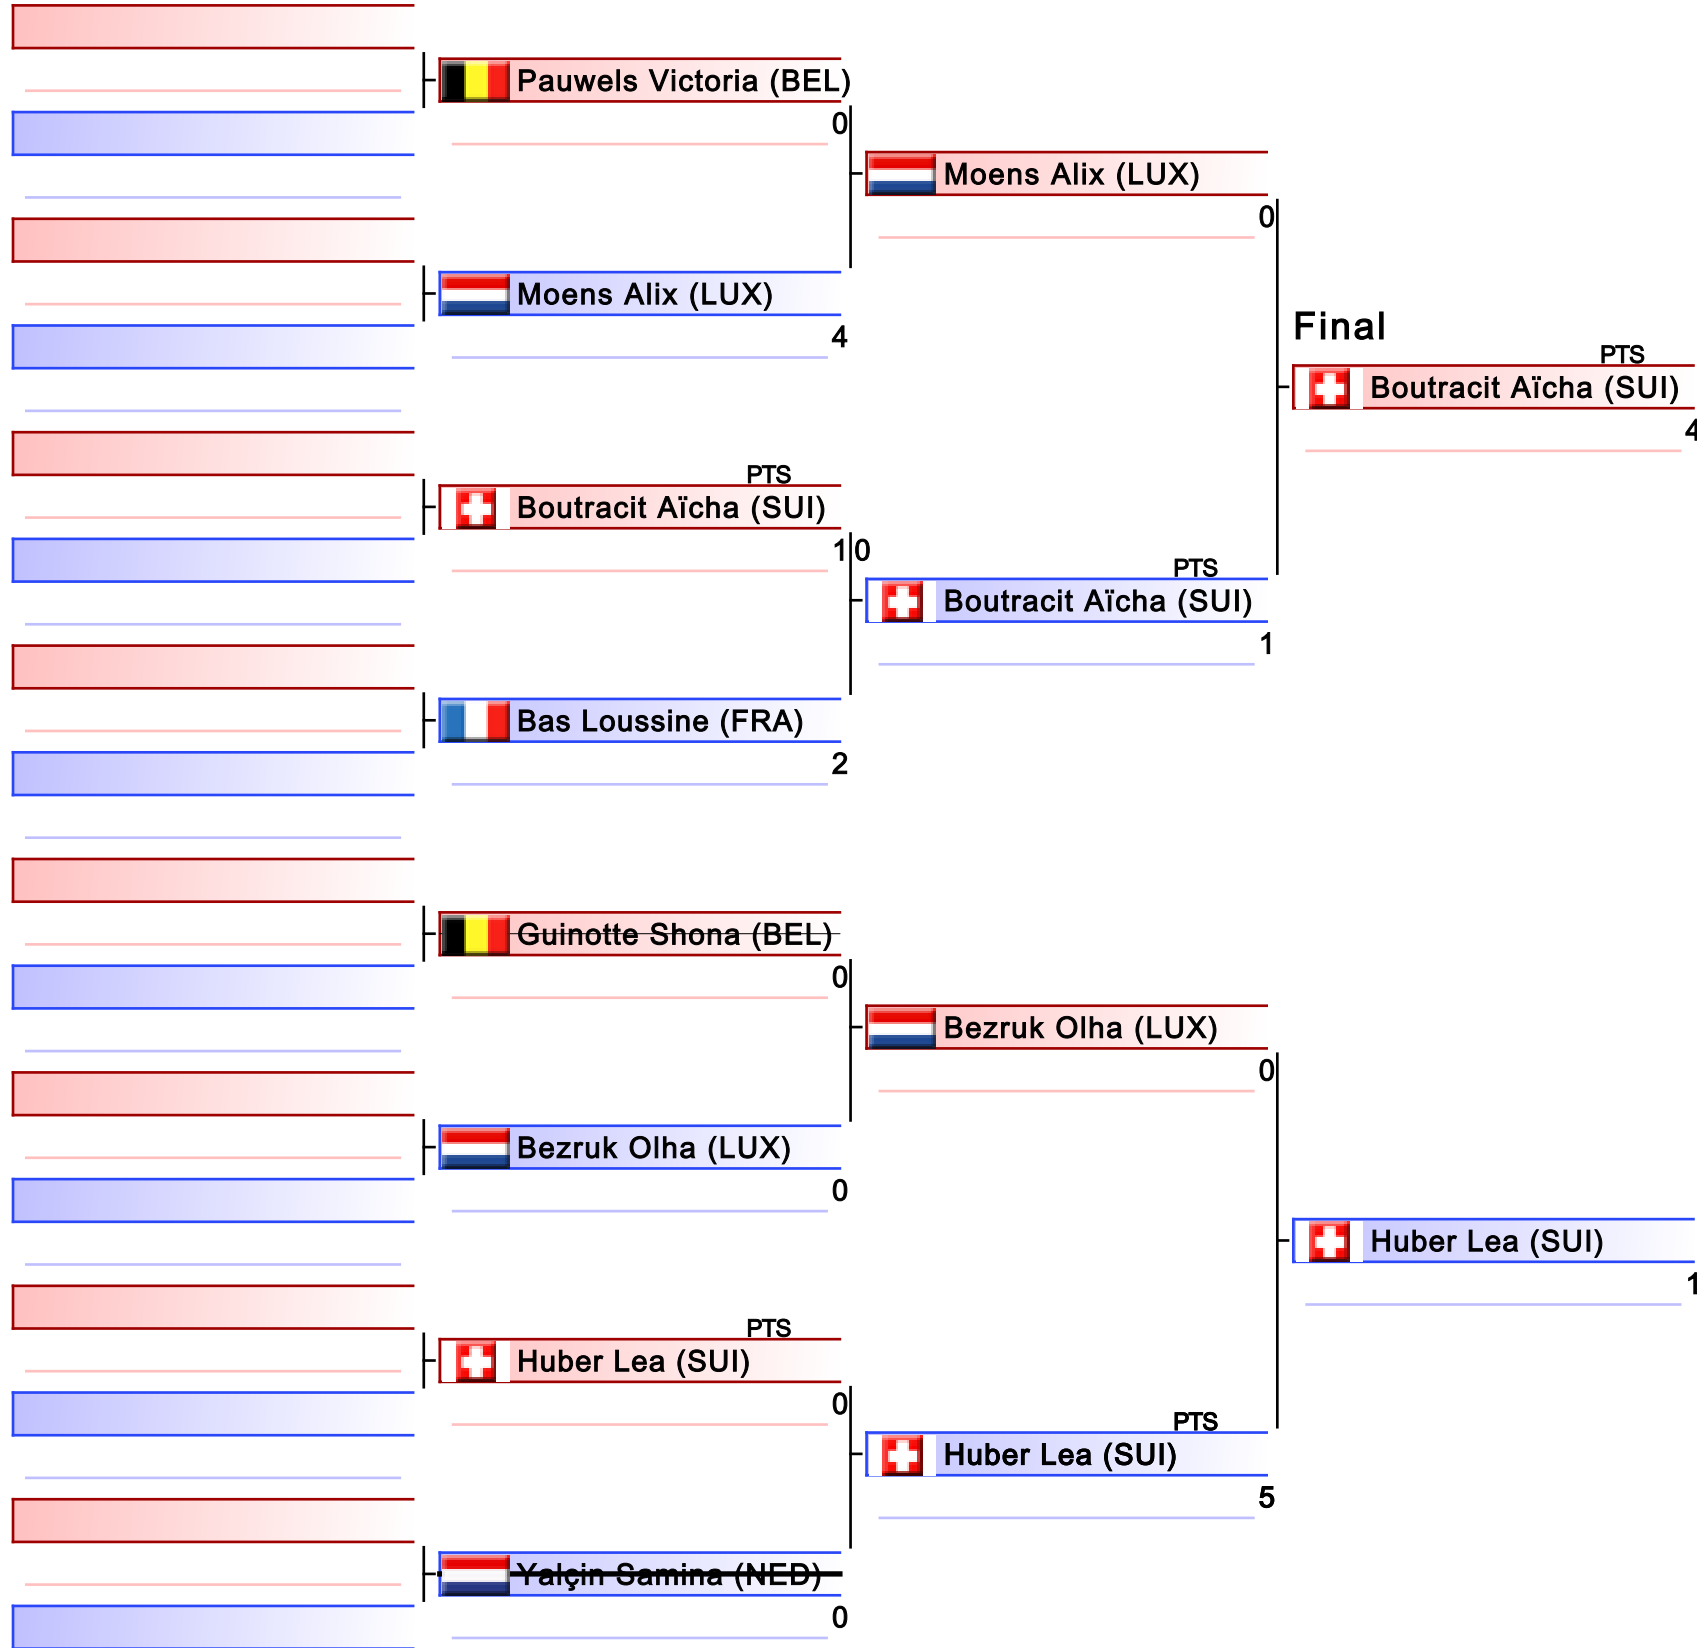 Pauwels Victoria (BEL)
0
Moens Alix (LUX)
0
Moens Alix (LUX)
4
Final
PTS
Boutracit Aïcha (SUI)
4
PTS
Boutracit Aïcha (SUI)
10
PTS
Boutracit Aïcha (SUI)
1
Bas Loussine (FRA)
2
Guinotte Shona (BEL)
0
Bezruk Olha (LUX)
0
Bezruk Olha (LUX)
0
Huber Lea (SUI)
1
PTS
Huber Lea (SUI)
0
PTS
Huber Lea (SUI)
5
Yalçin Samina (NED)
0